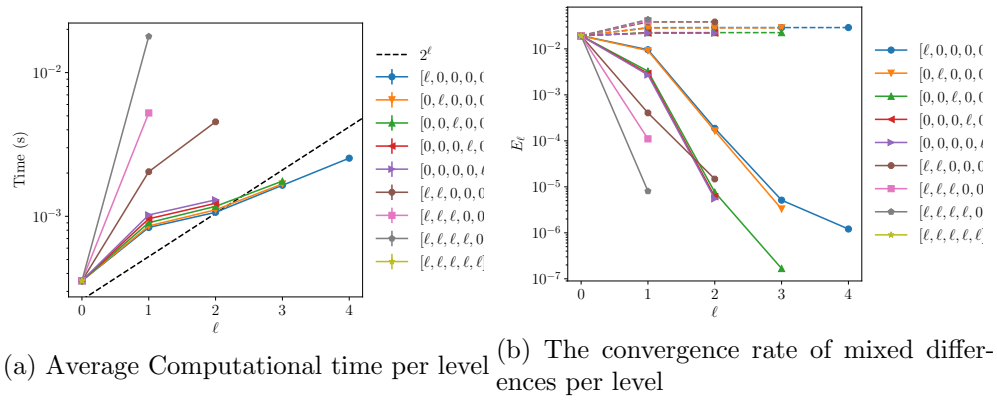 10⁻²
10⁻³
Time (s)
0 1 2 3 4
ℓ
2^ℓ
[ℓ, 0, 0, 0, 0
[0, ℓ, 0, 0, 0
[0, 0, ℓ, 0, 0
[0, 0, 0, ℓ, 0
[0, 0, 0, 0, ℓ
[ℓ, ℓ, 0, 0, 0
[ℓ, ℓ, ℓ, 0, 0
[ℓ, ℓ, ℓ, ℓ, 0
[ℓ, ℓ, ℓ, ℓ, ℓ]
(a) Average Computational time per level
10⁻²
10⁻³
10⁻⁴
10⁻⁵
10⁻⁶
10⁻⁷
E_ℓ
0 1 2 3 4
ℓ
[ℓ, 0, 0, 0, 0
[0, ℓ, 0, 0, 0
[0, 0, ℓ, 0, 0
[0, 0, 0, ℓ, 0
[0, 0, 0, 0, ℓ
[ℓ, ℓ, 0, 0, 0
[ℓ, ℓ, ℓ, 0, 0
[ℓ, ℓ, ℓ, ℓ, 0
[ℓ, ℓ, ℓ, ℓ, ℓ]
(b) The convergence rate of mixed differ-
ences per level